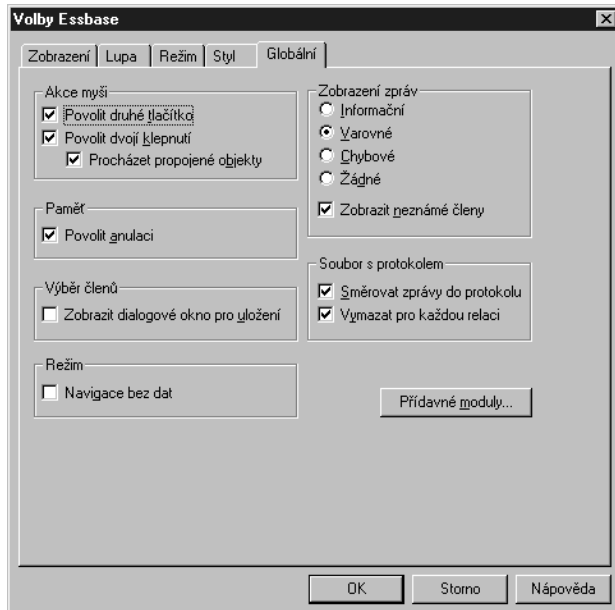 Volby Essbase
Zobrazení
Lupa
Režim
Styl
Globální
Akce myši
Povolit druhé tlačítko
Povolit dvojí klepnutí
Procházet propojené objekty
Paměť
Povolit anulaci
Výběr členů
Zobrazit dialogové okno pro uložení
Režim
Navigace bez dat
Zobrazení zpráv
Informační
Varovné
Chybové
Žádné
Zobrazit neznámé členy
Soubor s protokolem
Směrovat zprávy do protokolu
Vymazat pro každou relaci
Přídavné moduly...
OK
Storno
Nápověda